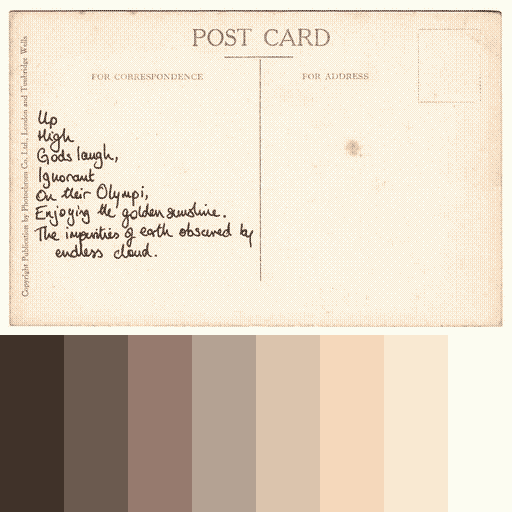 POST CARD
FOR CORRESPONDENCE
FOR ADDRESS
Copyright Publication by Photochrom Co. Ltd., London and Tunbridge Wells
Up
High
Gods laugh,
Ignorant
On their Olympi,
Enjoying the golden sunshine.
The impurities of earth obscured by
endless cloud.